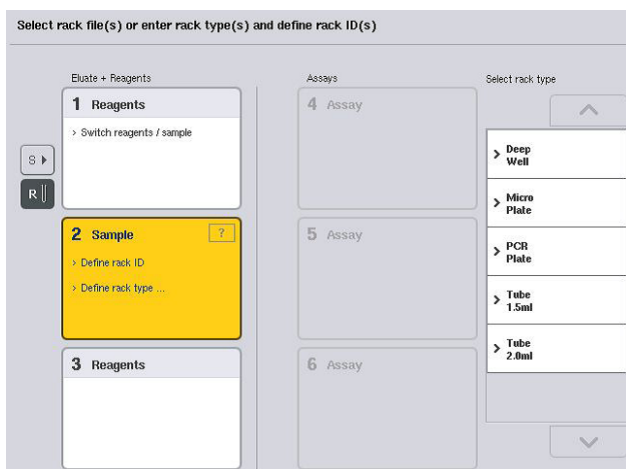 Select rack file(s) or enter rack type(s) and define rack ID(s)
Eluate + Reagents
Assays
Select rack type
1 Reagents
> Switch reagents / sample
S
R
2 Sample ?
> Define rack ID
> Define rack type ...
3 Reagents
4 Assay
5 Assay
6 Assay
> Deep
Well
> Micro
Plate
> PCR
Plate
> Tube
1.5ml
> Tube
2.0ml